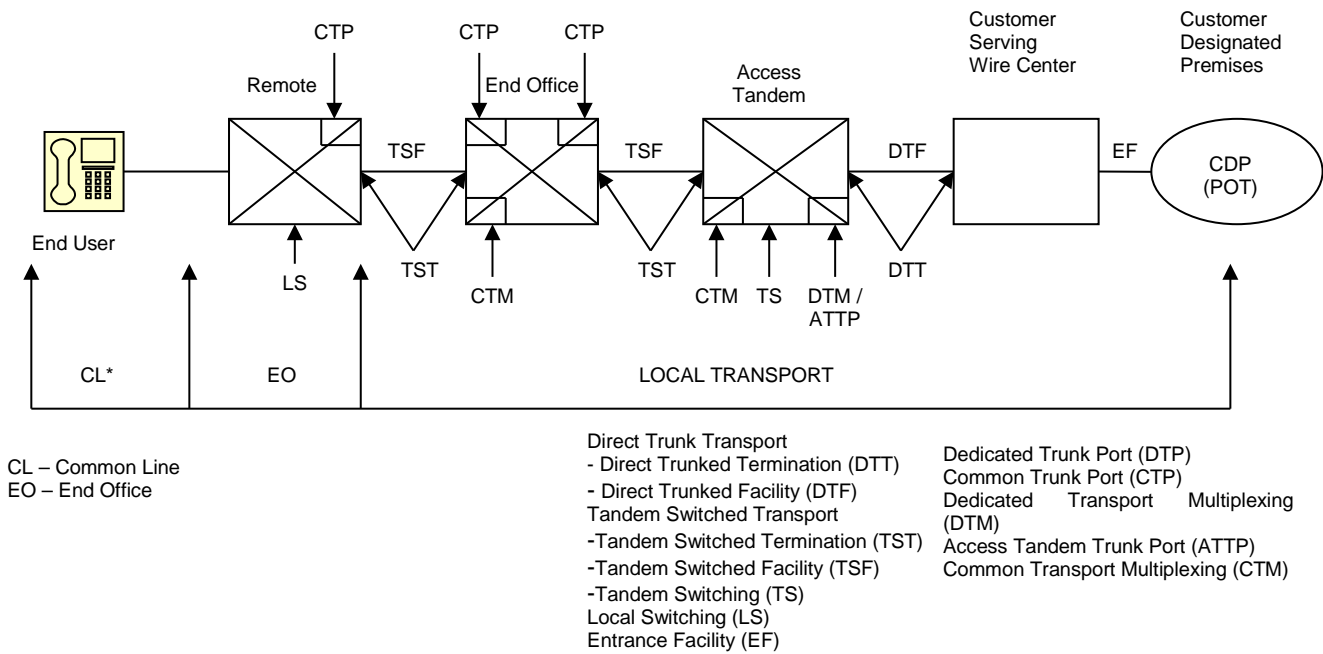 CTP
CTP
CTP
Customer
Serving
Wire Center
Customer
Designated
Premises
Remote
End Office
Access
Tandem
TSF
TSF
DTF
EF
CDP
(POT)
End User
LS
TST
CTM
TST
CTM
TS
DTM /
ATTP
DTT
CL*
EO
LOCAL TRANSPORT
CL – Common Line
EO – End Office
Direct Trunk Transport
- Direct Trunked Termination (DTT)
- Direct Trunked Facility (DTF)
Tandem Switched Transport
-Tandem Switched Termination (TST)
-Tandem Switched Facility (TSF)
-Tandem Switching (TS)
Local Switching (LS)
Entrance Facility (EF)
Dedicated Trunk Port (DTP)
Common Trunk Port (CTP)
Dedicated Transport Multiplexing
(DTM)
Access Tandem Trunk Port (ATTP)
Common Transport Multiplexing (CTM)